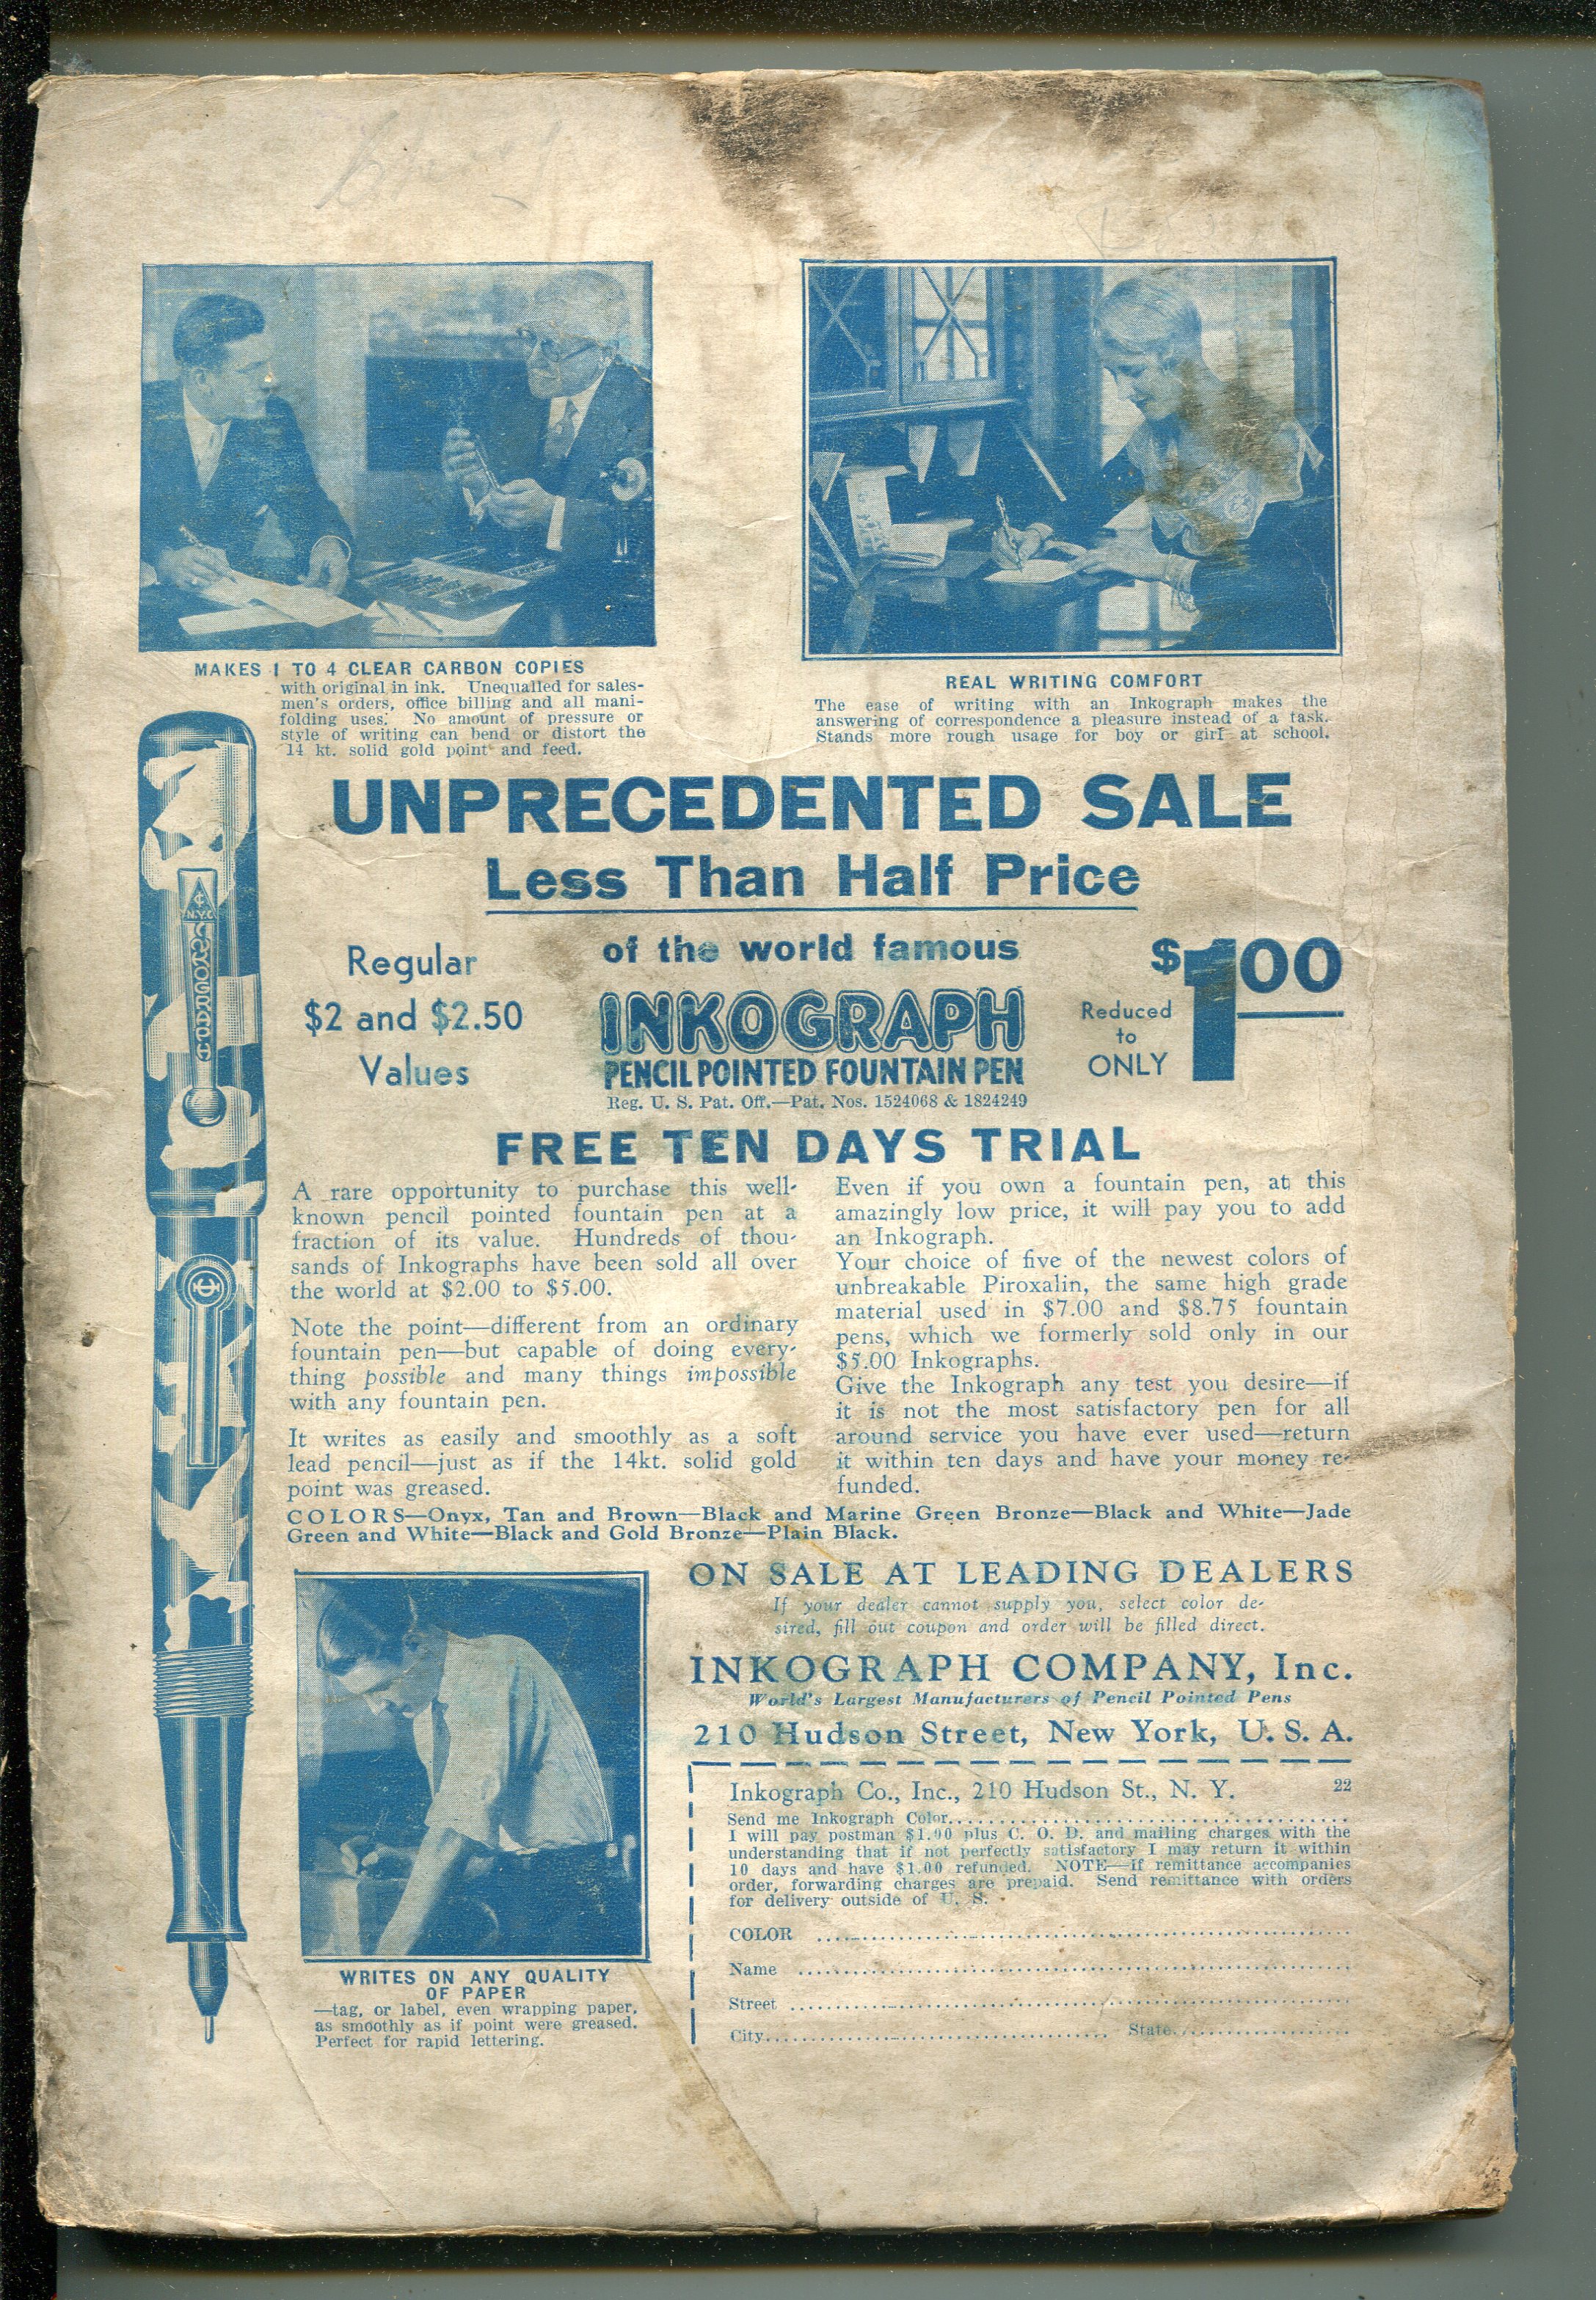 MAKES 1 TO 4 CLEAR CARBON COPIES
with original in ink. Unequalled for sales-
men's orders, office billing and all mani-
folding uses. No amount of pressure or
style of writing can bend or distort the
14 kt. solid gold point and feed.
REAL WRITING COMFORT
The ease of writing with an Inkograph makes the
answering of correspondence a pleasure instead of a task.
Stands more rough usage for boy or girl at school.
UNPRECEDENTED SALE
Less Than Half Price
Regular
$2 and $2.50
Values
of the world famous
INKOGRAPH
PENCIL POINTED FOUNTAIN PEN
Reg. U. S. Pat. Off.—Pat. Nos. 1524068 & 1824249
$1.00
Reduced
to
ONLY
N.Y.C
INKOGRAPH
FREE TEN DAYS TRIAL
A rare opportunity to purchase this well-
known pencil pointed fountain pen at a
fraction of its value. Hundreds of thou-
sands of Inkographs have been sold all over
the world at $2.00 to $5.00.
Note the point—different from an ordinary
fountain pen—but capable of doing every-
thing possible and many things impossible
with any fountain pen.
It writes as easily and smoothly as a soft
lead pencil—just as if the 14kt. solid gold
point was greased.
Even if you own a fountain pen, at this
amazingly low price, it will pay you to add
an Inkograph.
Your choice of five of the newest colors of
unbreakable Piroxalin, the same high grade
material used in $7.00 and $8.75 fountain
pens, which we formerly sold only in our
$5.00 Inkographs.
Give the Inkograph any test you desire—if
it is not the most satisfactory pen for all
around service you have ever used—return
it within ten days and have your money re-
funded.
COLORS—Onyx, Tan and Brown—Black and Marine Green Bronze—Black and White—Jade
Green and White—Black and Gold Bronze—Plain Black.
ON SALE AT LEADING DEALERS
If your dealer cannot supply you, select color de-
sired, fill out coupon and order will be filled direct.
INKOGRAPH COMPANY, Inc.
World's Largest Manufacturers of Pencil Pointed Pens
210 Hudson Street, New York, U. S. A.
Inkograph Co., Inc., 210 Hudson St., N. Y. 22
Send me Inkograph Color
I will pay postman $1.00 plus C. O. D. and mailing charges with the
understanding that if not perfectly satisfactory I may return it within
10 days and have $1.00 refunded. NOTE—If remittance accompanies
order, forwarding charges are prepaid. Send remittance with orders
for delivery outside of U. S.
COLOR
Name
Street
City State
WRITES ON ANY QUALITY
OF PAPER
—tag, or label, even wrapping paper,
as smoothly as if point were greased.
Perfect for rapid lettering.